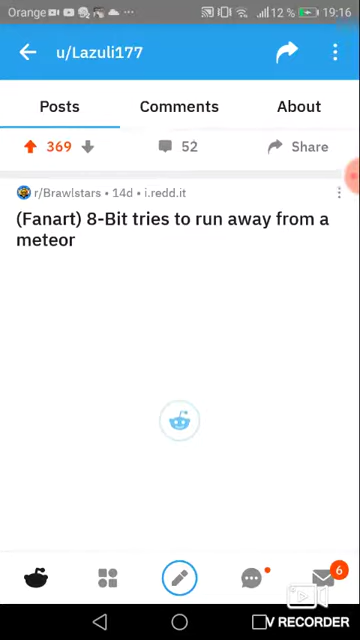 Orange 12 % 19:16
u/Lazuli177
Posts Comments About
369 52 Share
r/Brawlstars • 14d • i.redd.it
(Fanart) 8-Bit tries to run away from a
meteor
6
V RECORDER